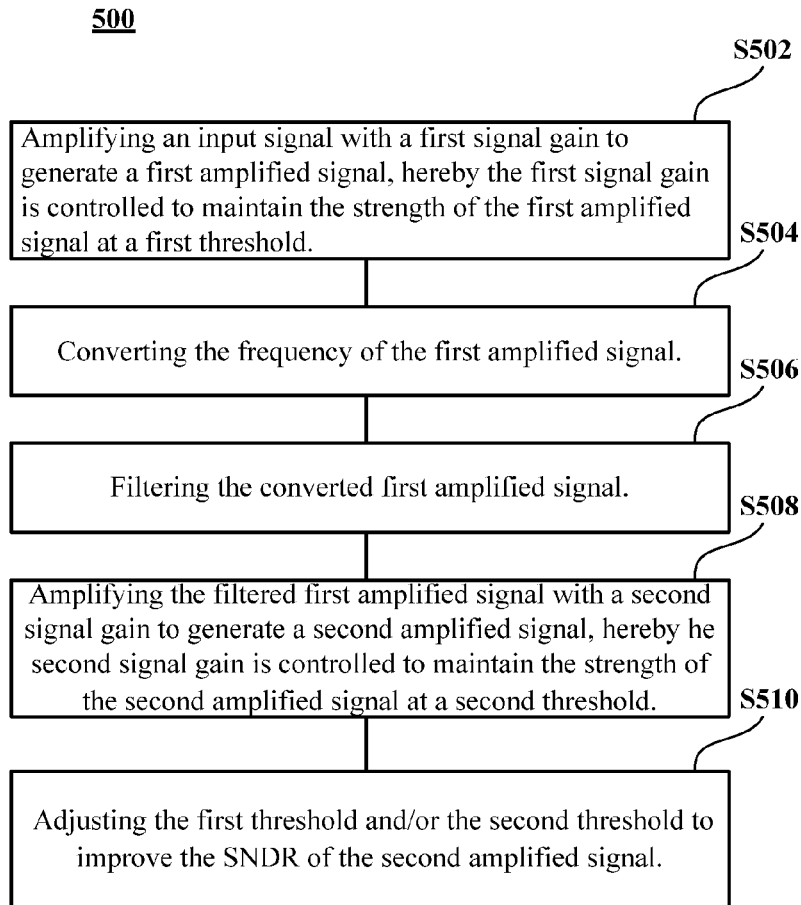 500
S502
Amplifying an input signal with a first signal gain to
generate a first amplified signal, hereby the first signal gain
is controlled to maintain the strength of the first amplified
signal at a first threshold.
S504
Converting the frequency of the first amplified signal.
S506
Filtering the converted first amplified signal.
S508
Amplifying the filtered first amplified signal with a second
signal gain to generate a second amplified signal, hereby he
second signal gain is controlled to maintain the strength of
the second amplified signal at a second threshold.
S510
Adjusting the first threshold and/or the second threshold to
improve the SNDR of the second amplified signal.